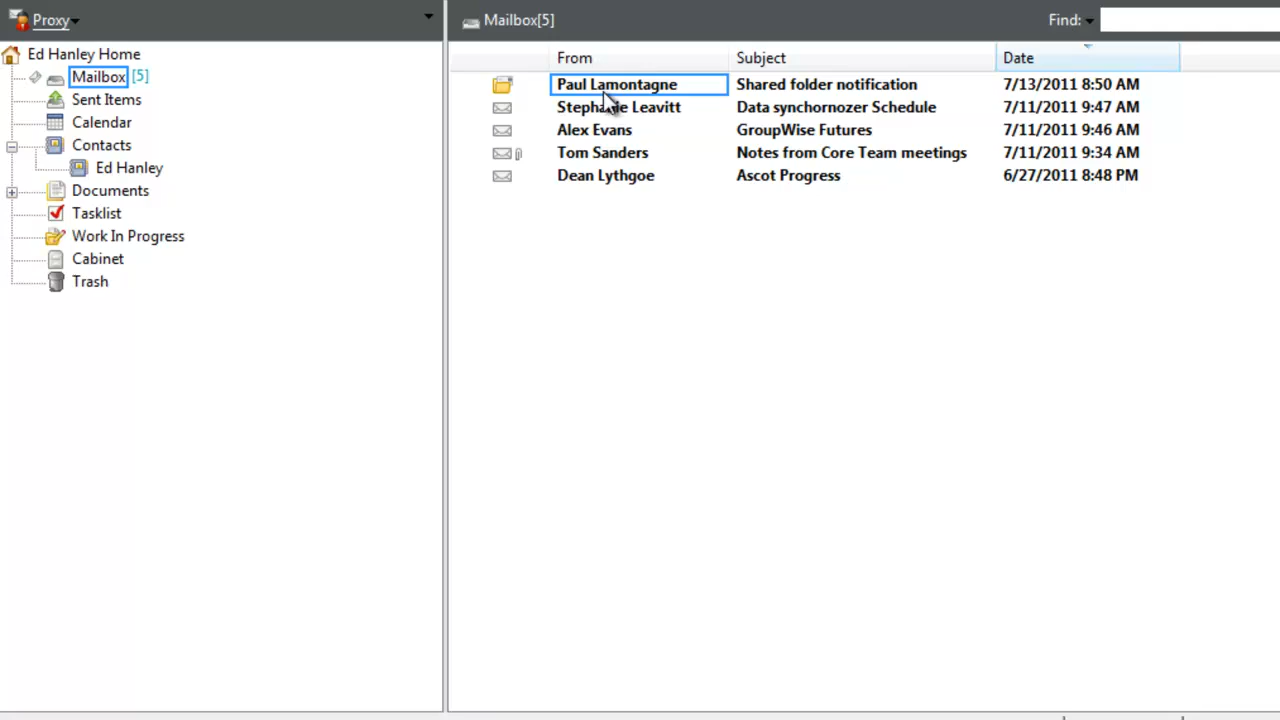 Proxy
Mailbox[5]
Find:
Ed Hanley Home
Mailbox [5]
Sent Items
Calendar
Contacts
Ed Hanley
Documents
Tasklist
Work In Progress
Cabinet
Trash
From Subject Date
Paul Lamontagne Shared folder notification 7/13/2011 8:50 AM
Stephanie Leavitt Data synchornozer Schedule 7/11/2011 9:47 AM
Alex Evans GroupWise Futures 7/11/2011 9:46 AM
Tom Sanders Notes from Core Team meetings 7/11/2011 9:34 AM
Dean Lythgoe Ascot Progress 6/27/2011 8:48 PM